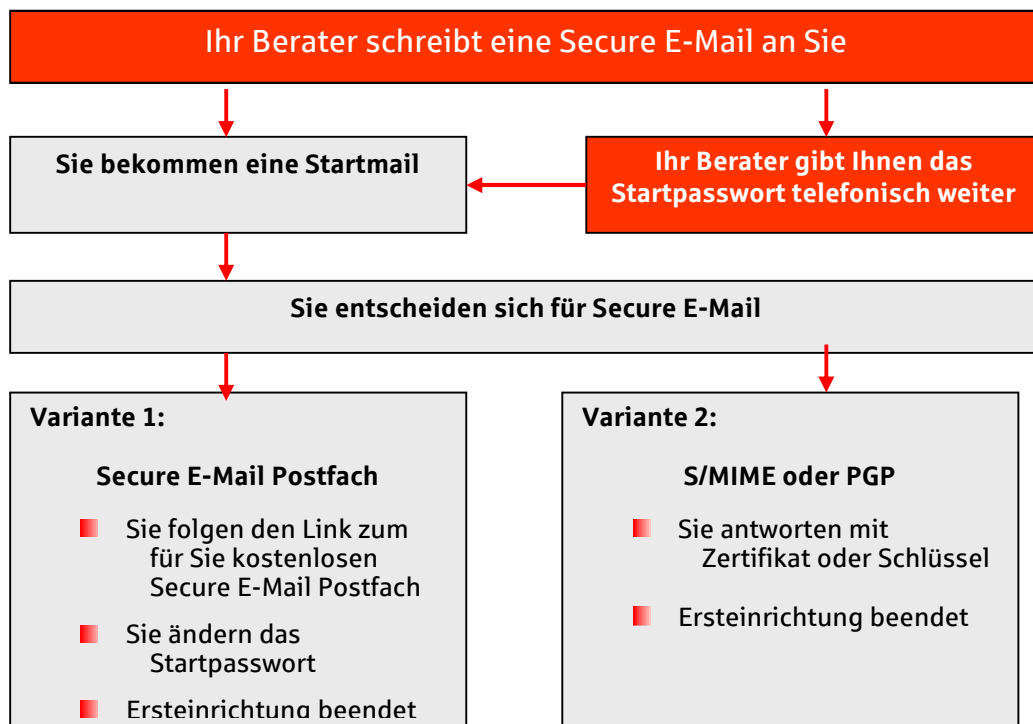 Ihr Berater schreibt eine Secure E-Mail an Sie
Sie bekommen eine Startmail
Ihr Berater gibt Ihnen das
Startpasswort telefonisch weiter
Sie entscheiden sich für Secure E-Mail
Variante 1:
Secure E-Mail Postfach
Sie folgen den Link zum
für Sie kostenlosen
Secure E-Mail Postfach
Sie ändern das
Startpasswort
Ersteinrichtung beendet
Variante 2:
S/MIME oder PGP
Sie antworten mit
Zertifikat oder Schlüssel
Ersteinrichtung beendet